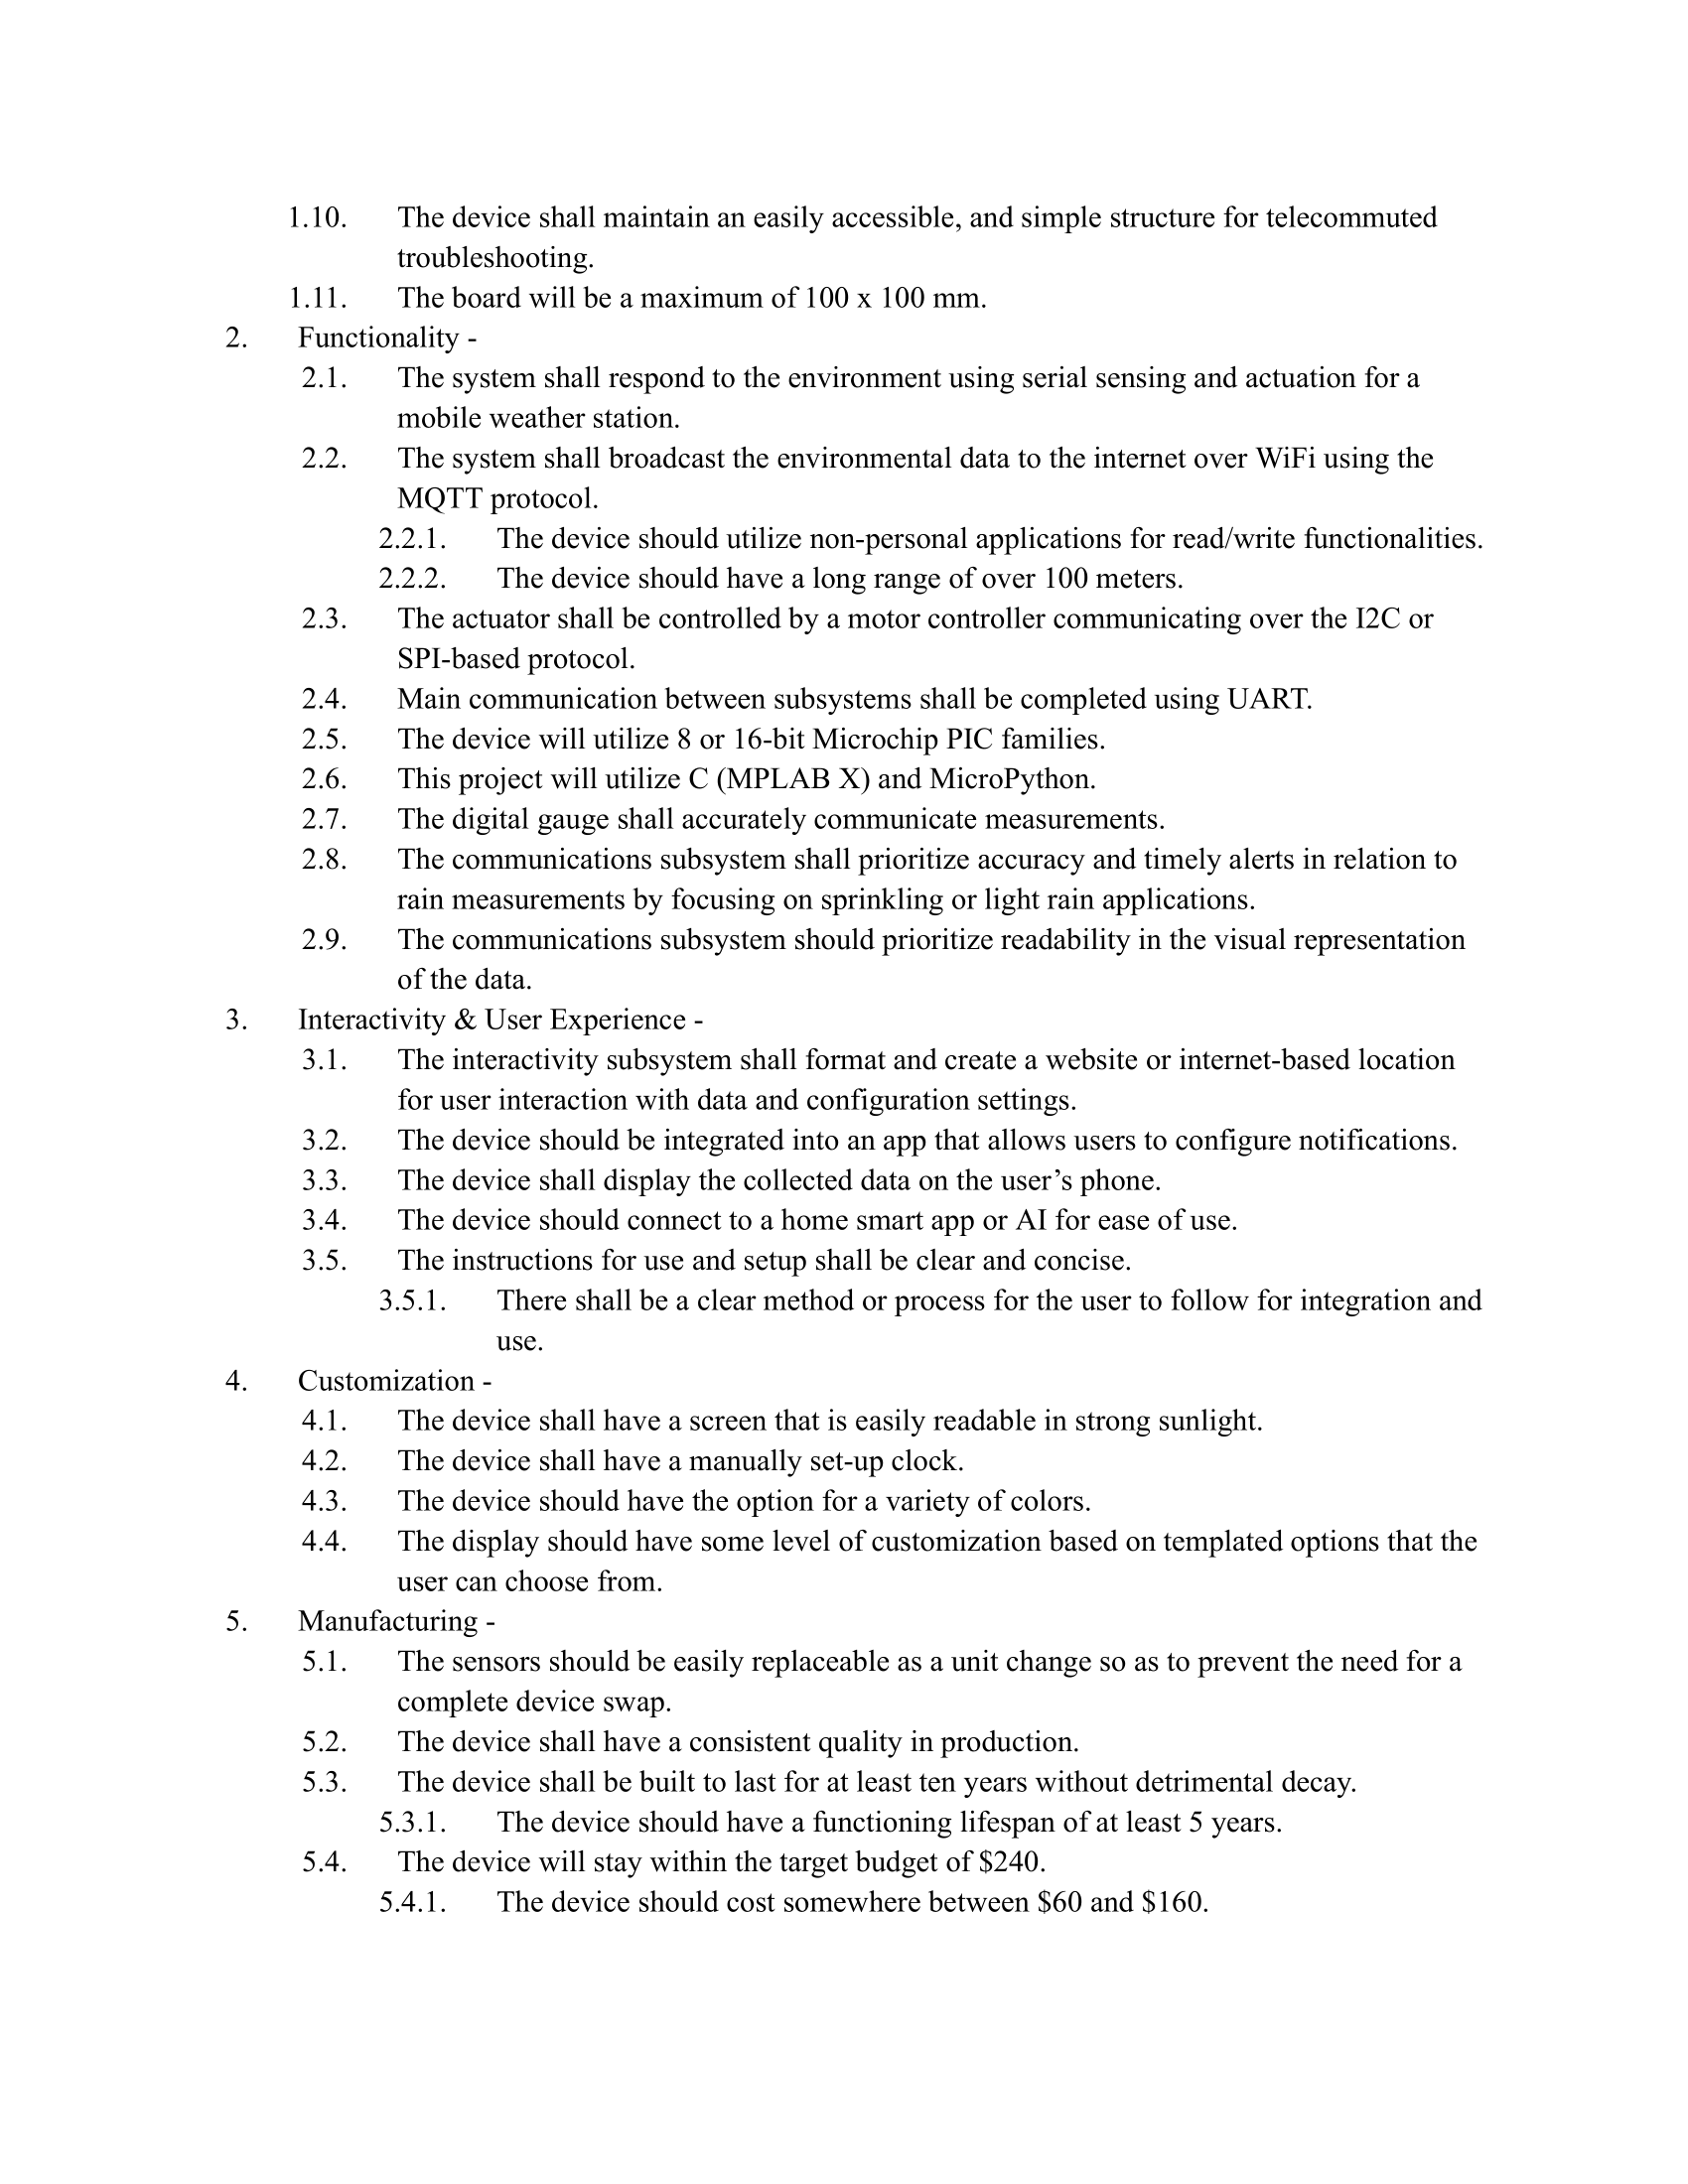 1.10. The device shall maintain an easily accessible, and simple structure for telecommuted
troubleshooting.
1.11. The board will be a maximum of 100 x 100 mm.
2. Functionality -
2.1. The system shall respond to the environment using serial sensing and actuation for a
mobile weather station.
2.2. The system shall broadcast the environmental data to the internet over WiFi using the
MQTT protocol.
2.2.1. The device should utilize non-personal applications for read/write functionalities.
2.2.2. The device should have a long range of over 100 meters.
2.3. The actuator shall be controlled by a motor controller communicating over the I2C or
SPI-based protocol.
2.4. Main communication between subsystems shall be completed using UART.
2.5. The device will utilize 8 or 16-bit Microchip PIC families.
2.6. This project will utilize C (MPLAB X) and MicroPython.
2.7. The digital gauge shall accurately communicate measurements.
2.8. The communications subsystem shall prioritize accuracy and timely alerts in relation to
rain measurements by focusing on sprinkling or light rain applications.
2.9. The communications subsystem should prioritize readability in the visual representation
of the data.
3. Interactivity & User Experience -
3.1. The interactivity subsystem shall format and create a website or internet-based location
for user interaction with data and configuration settings.
3.2. The device should be integrated into an app that allows users to configure notifications.
3.3. The device shall display the collected data on the user’s phone.
3.4. The device should connect to a home smart app or AI for ease of use.
3.5. The instructions for use and setup shall be clear and concise.
3.5.1. There shall be a clear method or process for the user to follow for integration and
use.
4. Customization -
4.1. The device shall have a screen that is easily readable in strong sunlight.
4.2. The device shall have a manually set-up clock.
4.3. The device should have the option for a variety of colors.
4.4. The display should have some level of customization based on templated options that the
user can choose from.
5. Manufacturing -
5.1. The sensors should be easily replaceable as a unit change so as to prevent the need for a
complete device swap.
5.2. The device shall have a consistent quality in production.
5.3. The device shall be built to last for at least ten years without detrimental decay.
5.3.1. The device should have a functioning lifespan of at least 5 years.
5.4. The device will stay within the target budget of $240.
5.4.1. The device should cost somewhere between $60 and $160.